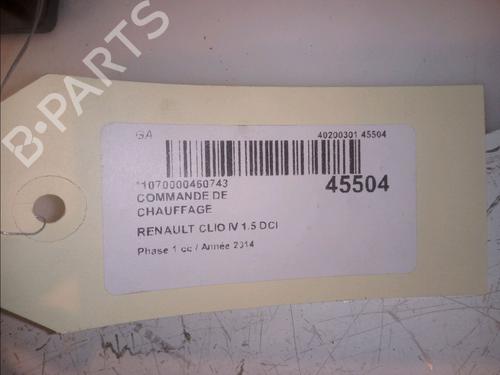 B-PARTS
GA 40200301 45504
*1070000460743 45504
COMMANDE DE
CHAUFFAGE
RENAULT CLIO IV 1.5 DCI
Phase 1 cc / Année 2014